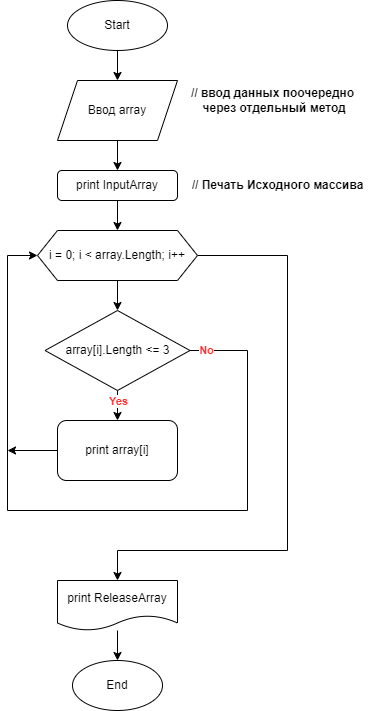 Start
Ввод array
// ввод данных поочередно
через отдельный метод
print InputArray
// Печать Исходного массива
i = 0; i < array.Length; i++
array[i].Length <= 3
No
Yes
print array[i]
print ReleaseArray
End